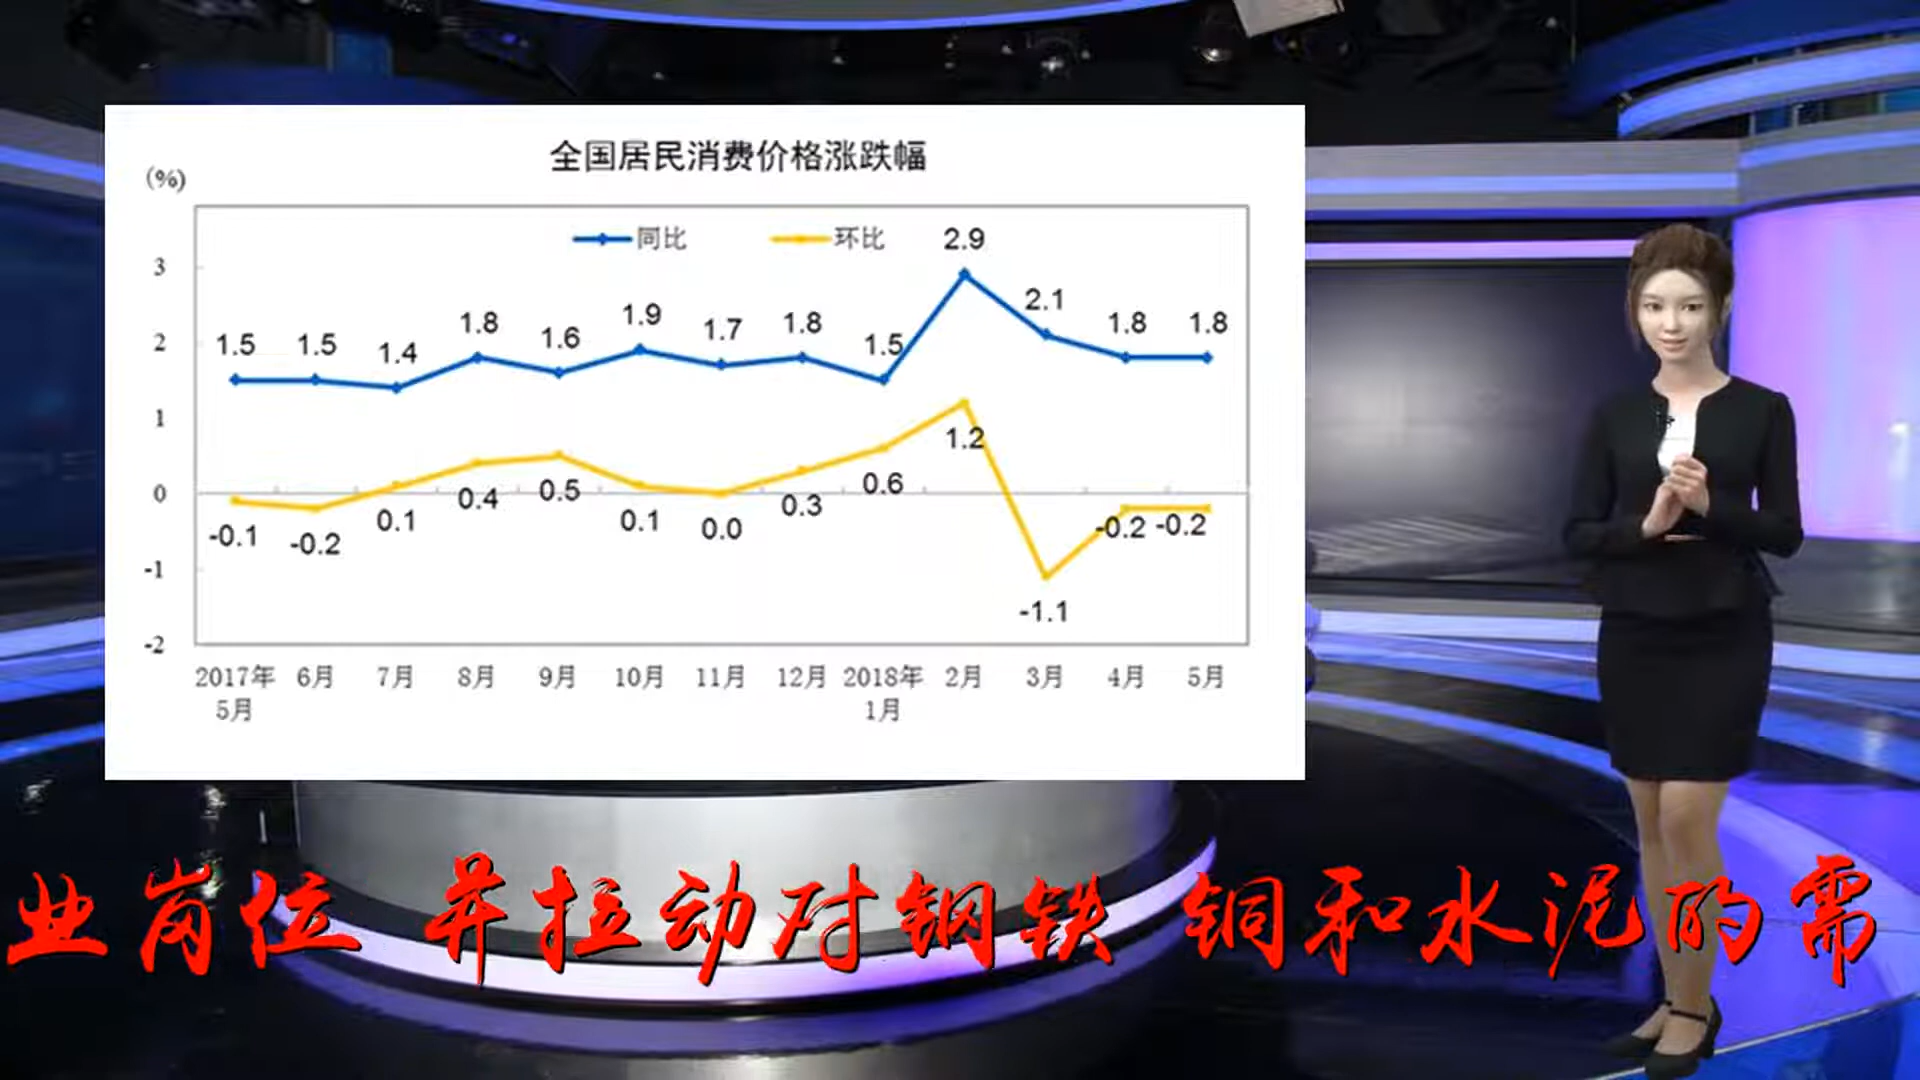 全国居民消费价格涨跌幅
(%)
同比 环比
3
2
1
0
-1
-2
1.5 1.5 1.4 1.8 1.6 1.9 1.7 1.8 1.5 2.9 2.1 1.8 1.8
-0.1 -0.2 0.1 0.4 0.5 0.1 0.0 0.3 0.6 1.2 -1.1 -0.2 -0.2
2017年5月 6月 7月 8月 9月 10月 11月 12月 2018年1月 2月 3月 4月 5月
业岗位 并拉动对钢铁 铜和水泥的需